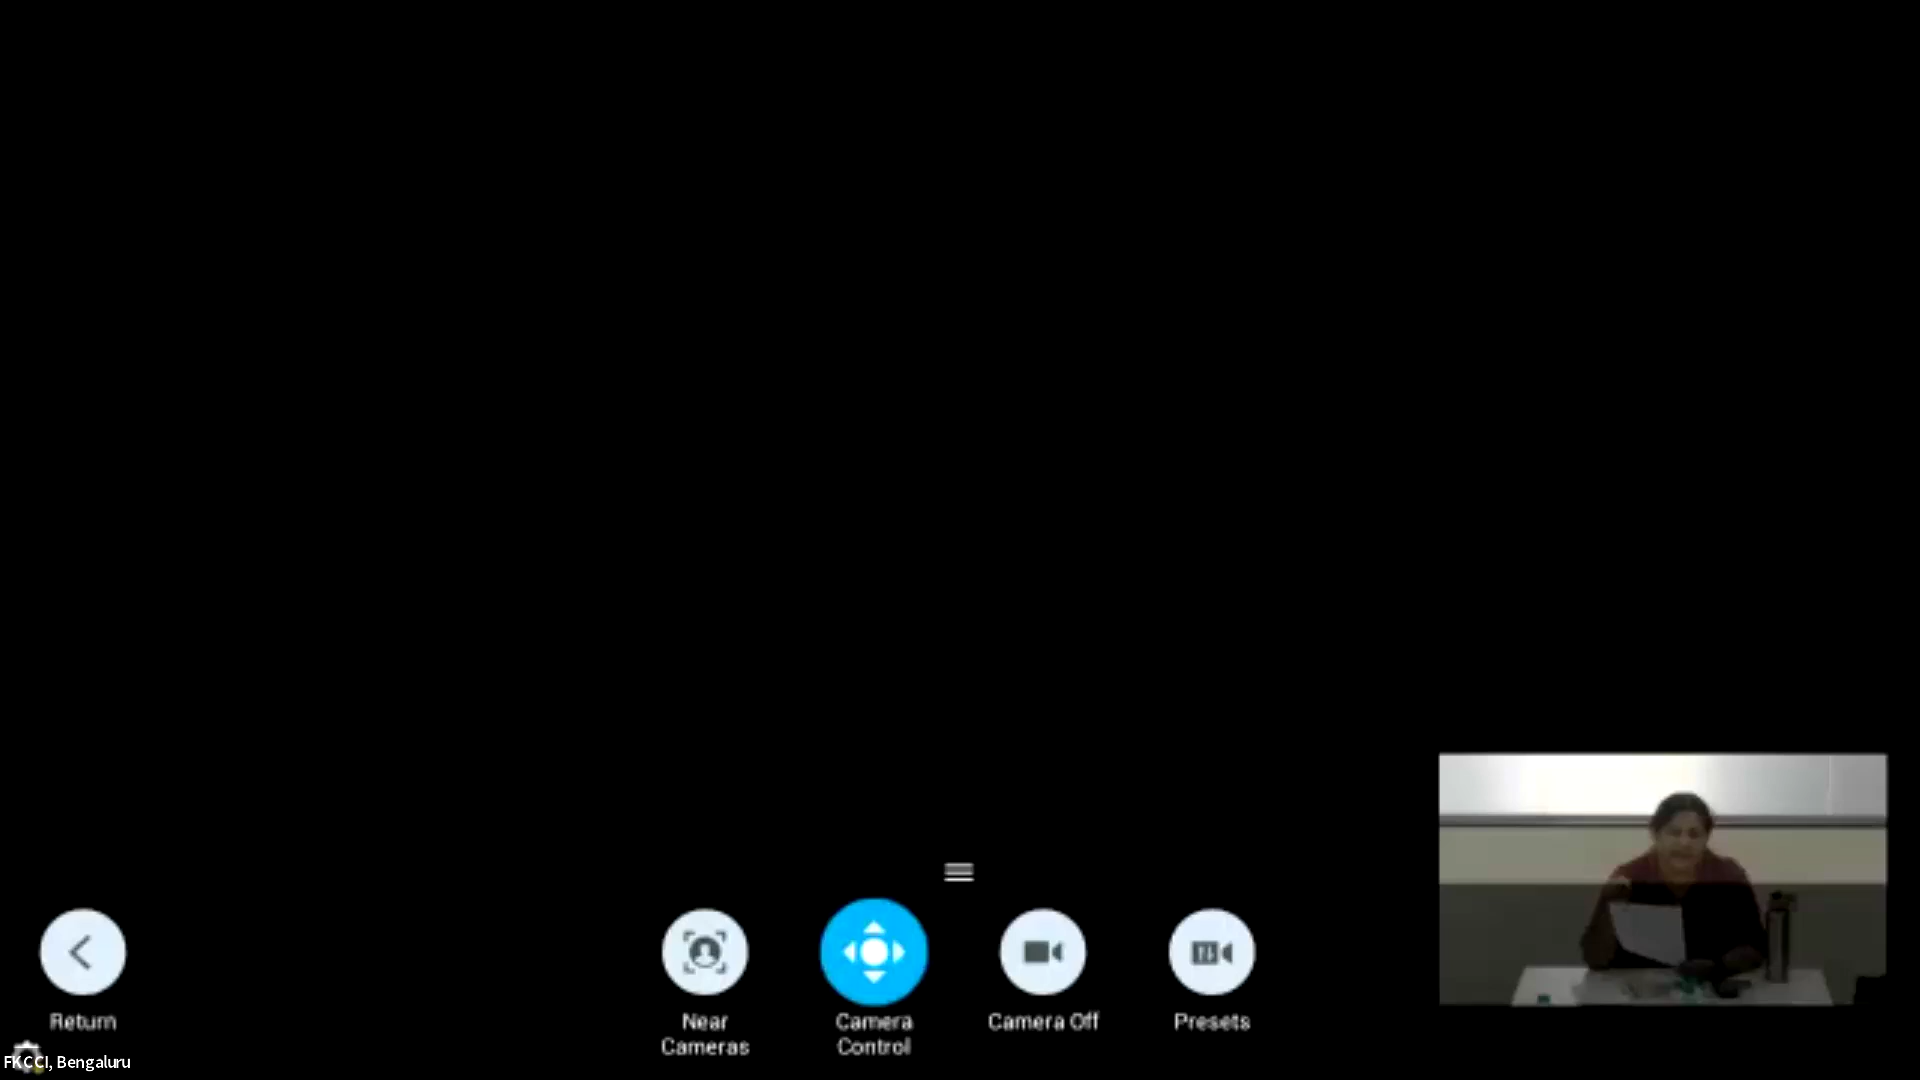 Return
Near
Cameras
Camera
Control
Camera Off
Presets
FKCCI, Bengaluru